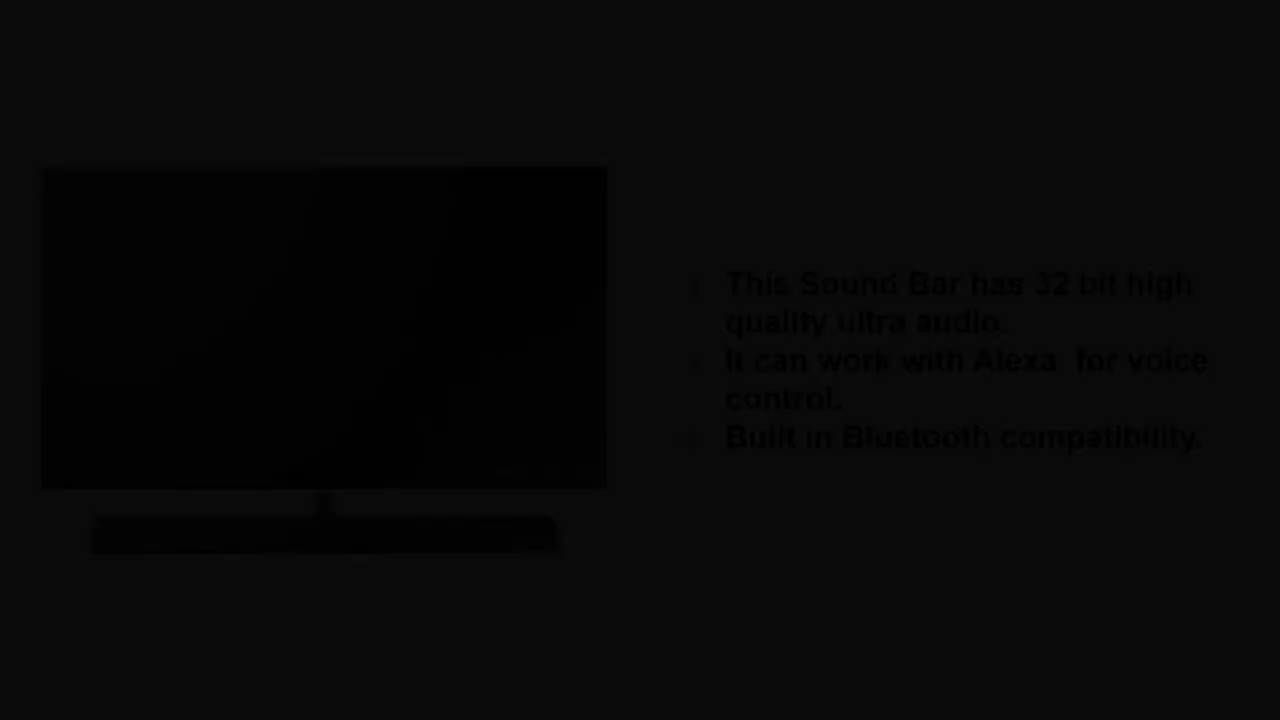 This Sound Bar has 32 bit high
quality ultra audio.
It can work with Alexa for voice
control.
Built in Bluetooth compatibility.